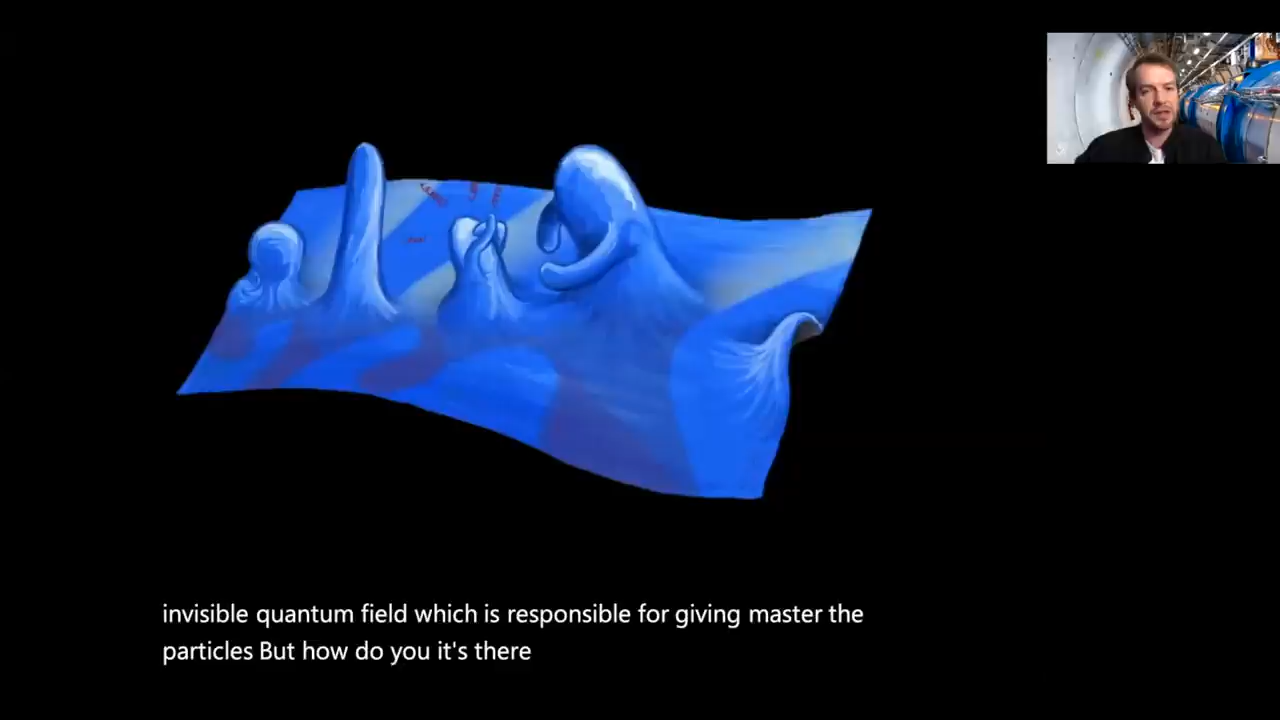 invisible quantum field which is responsible for giving master the
particles But how do you it's there